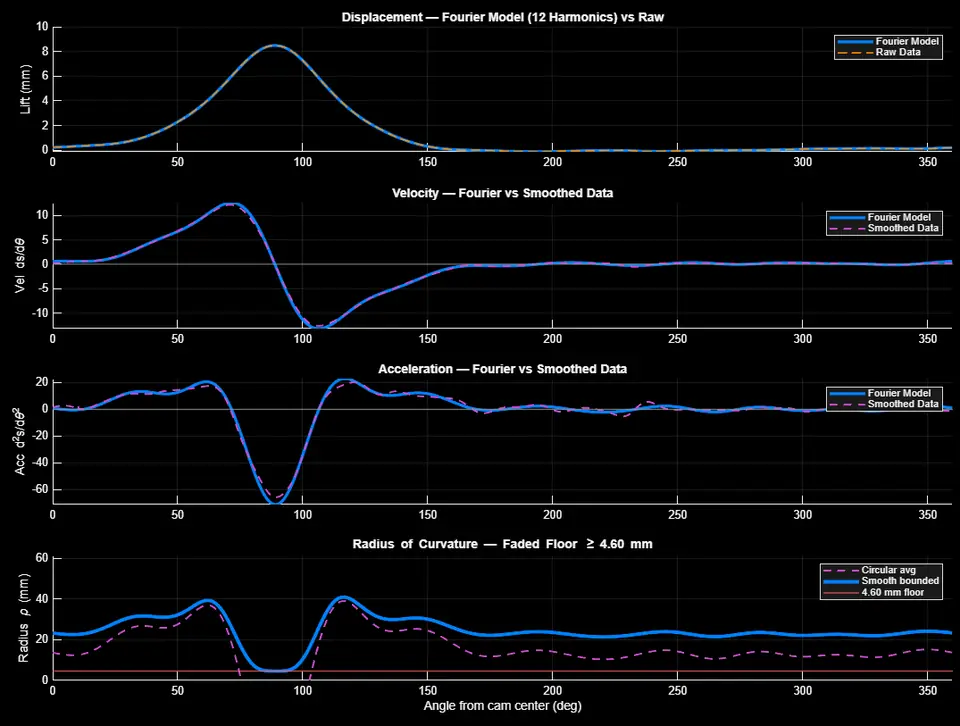 Displacement — Fourier Model (12 Harmonics) vs Raw
10
8
6
4
2
0
Lift (mm)
Fourier Model
Raw Data
0 50 100 150 200 250 300 350
Velocity — Fourier vs Smoothed Data
10
5
0
-5
-10
Vel ds/dθ
Fourier Model
Smoothed Data
0 50 100 150 200 250 300 350
Acceleration — Fourier vs Smoothed Data
20
0
-20
-40
-60
Acc d²s/dθ²
Fourier Model
Smoothed Data
0 50 100 150 200 250 300 350
Radius of Curvature — Faded Floor ≥ 4.60 mm
60
40
20
0
Radius ρ (mm)
Circular avg
Smooth bounded
4.60 mm floor
0 50 100 150 200 250 300 350
Angle from cam center (deg)